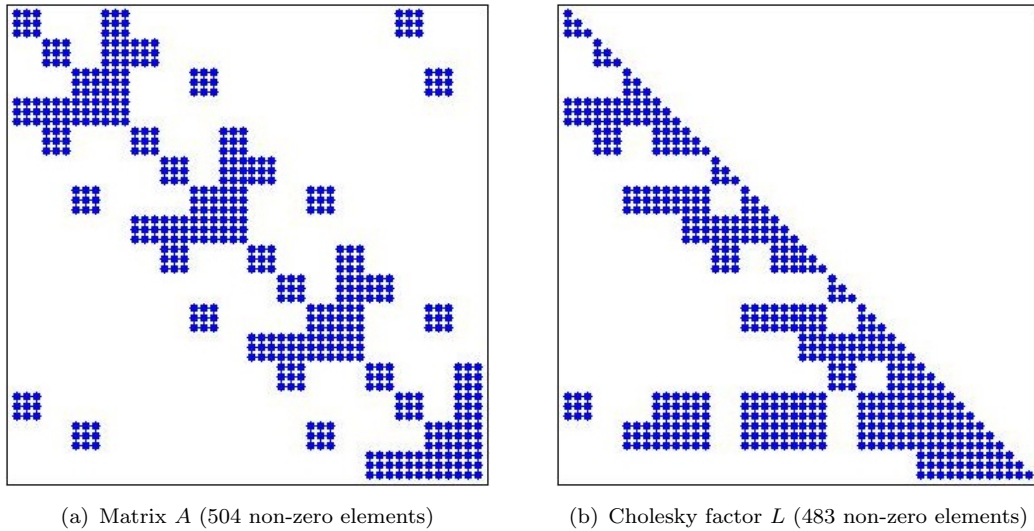 (a) Matrix A (504 non-zero elements)
(b) Cholesky factor L (483 non-zero elements)